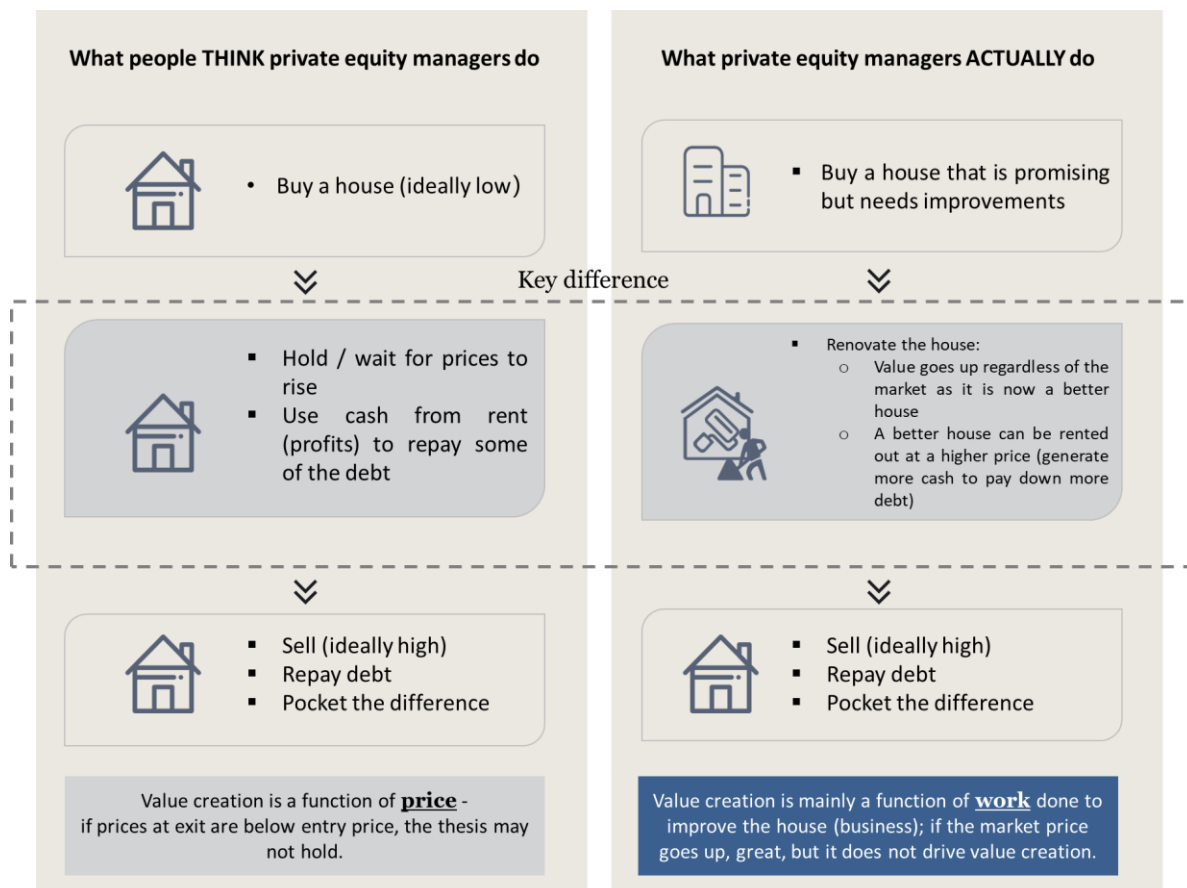 What people THINK private equity managers do
• Buy a house (ideally low)
Key difference
▪ Hold / wait for prices to
rise
▪ Use cash from rent
(profits) to repay some
of the debt
▪ Sell (ideally high)
▪ Repay debt
▪ Pocket the difference
Value creation is a function of price -
if prices at exit are below entry price, the thesis may
not hold.
What private equity managers ACTUALLY do
▪ Buy a house that is promising
but needs improvements
▪ Renovate the house:
o Value goes up regardless of the
market as it is now a better
house
o A better house can be rented
out at a higher price (generate
more cash to pay down more
debt)
▪ Sell (ideally high)
▪ Repay debt
▪ Pocket the difference
Value creation is mainly a function of work done to
improve the house (business); if the market price
goes up, great, but it does not drive value creation.